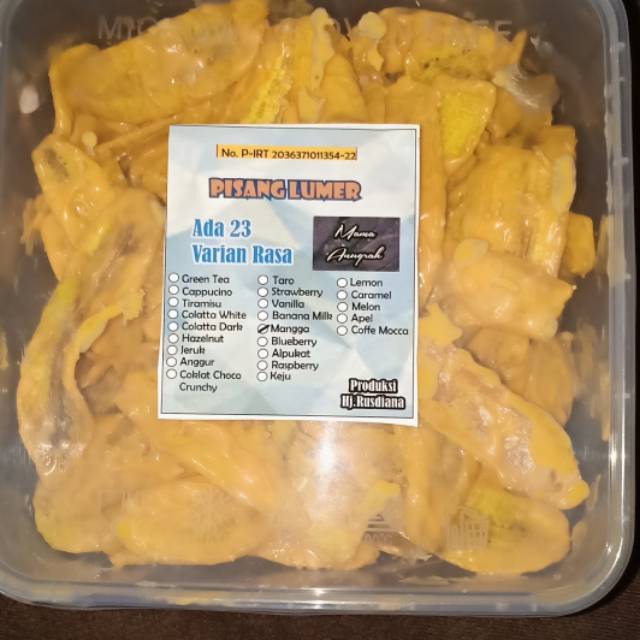 No. P-IRT 2036371011354-22
PISANG LUMER
Ada 23
Varian Rasa
Mama
Anugrah
Green Tea
Cappucino
Tiramisu
Colatta White
Colatta Dark
Hazelnut
Jeruk
Anggur
Coklat Choco
Crunchy
Taro
Strawberry
Vanilla
Banana Milk
Mangga
Blueberry
Alpukat
Raspberry
Keju
Lemon
Caramel
Melon
Apel
Coffe Mocca
Produksi
Hj.Rusdiana